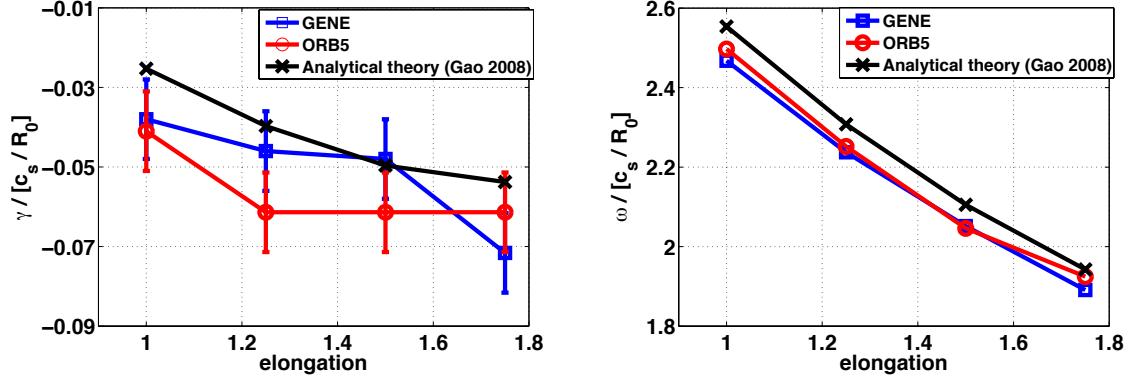 −0.01
−0.03
−0.05
−0.07
−0.09
γ / [c_s / R_0]
1 1.2 1.4 1.6 1.8
elongation
GENE
ORB5
Analytical theory (Gao 2008)
2.6
2.4
2.2
2
1.8
ω / [c_s / R_0]
1 1.2 1.4 1.6 1.8
elongation
GENE
ORB5
Analytical theory (Gao 2008)